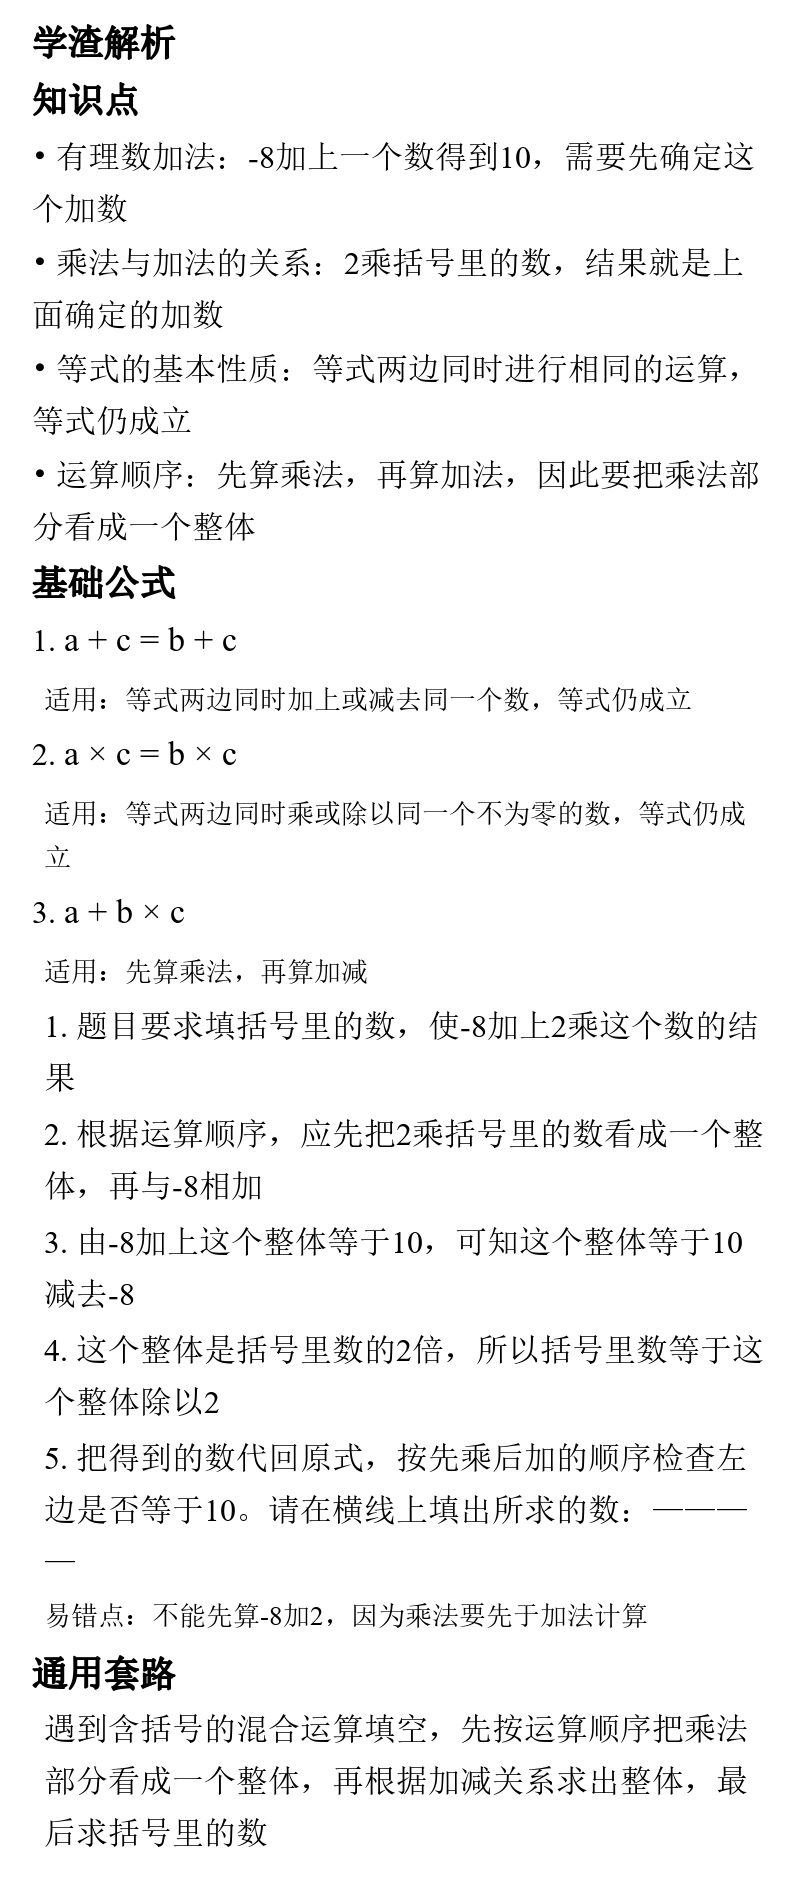 学渣解析
知识点
• 有理数加法：-8加上一个数得到10，需要先确定这
个加数
• 乘法与加法的关系：2乘括号里的数，结果就是上
面确定的加数
• 等式的基本性质：等式两边同时进行相同的运算，
等式仍成立
• 运算顺序：先算乘法，再算加法，因此要把乘法部
分看成一个整体
基础公式
1. a + c = b + c
适用：等式两边同时加上或减去同一个数，等式仍成立
2. a × c = b × c
适用：等式两边同时乘或除以同一个不为零的数，等式仍成
立
3. a + b × c
适用：先算乘法，再算加减
1. 题目要求填括号里的数，使-8加上2乘这个数的结
果
2. 根据运算顺序，应先把2乘括号里的数看成一个整
体，再与-8相加
3. 由-8加上这个整体等于10，可知这个整体等于10
减去-8
4. 这个整体是括号里数的2倍，所以括号里数等于这
个整体除以2
5. 把得到的数代回原式，按先乘后加的顺序检查左
边是否等于10。请在横线上填出所求的数：———
—
易错点：不能先算-8加2，因为乘法要先于加法计算
通用套路
遇到含括号的混合运算填空，先按运算顺序把乘法
部分看成一个整体，再根据加减关系求出整体，最
后求括号里的数